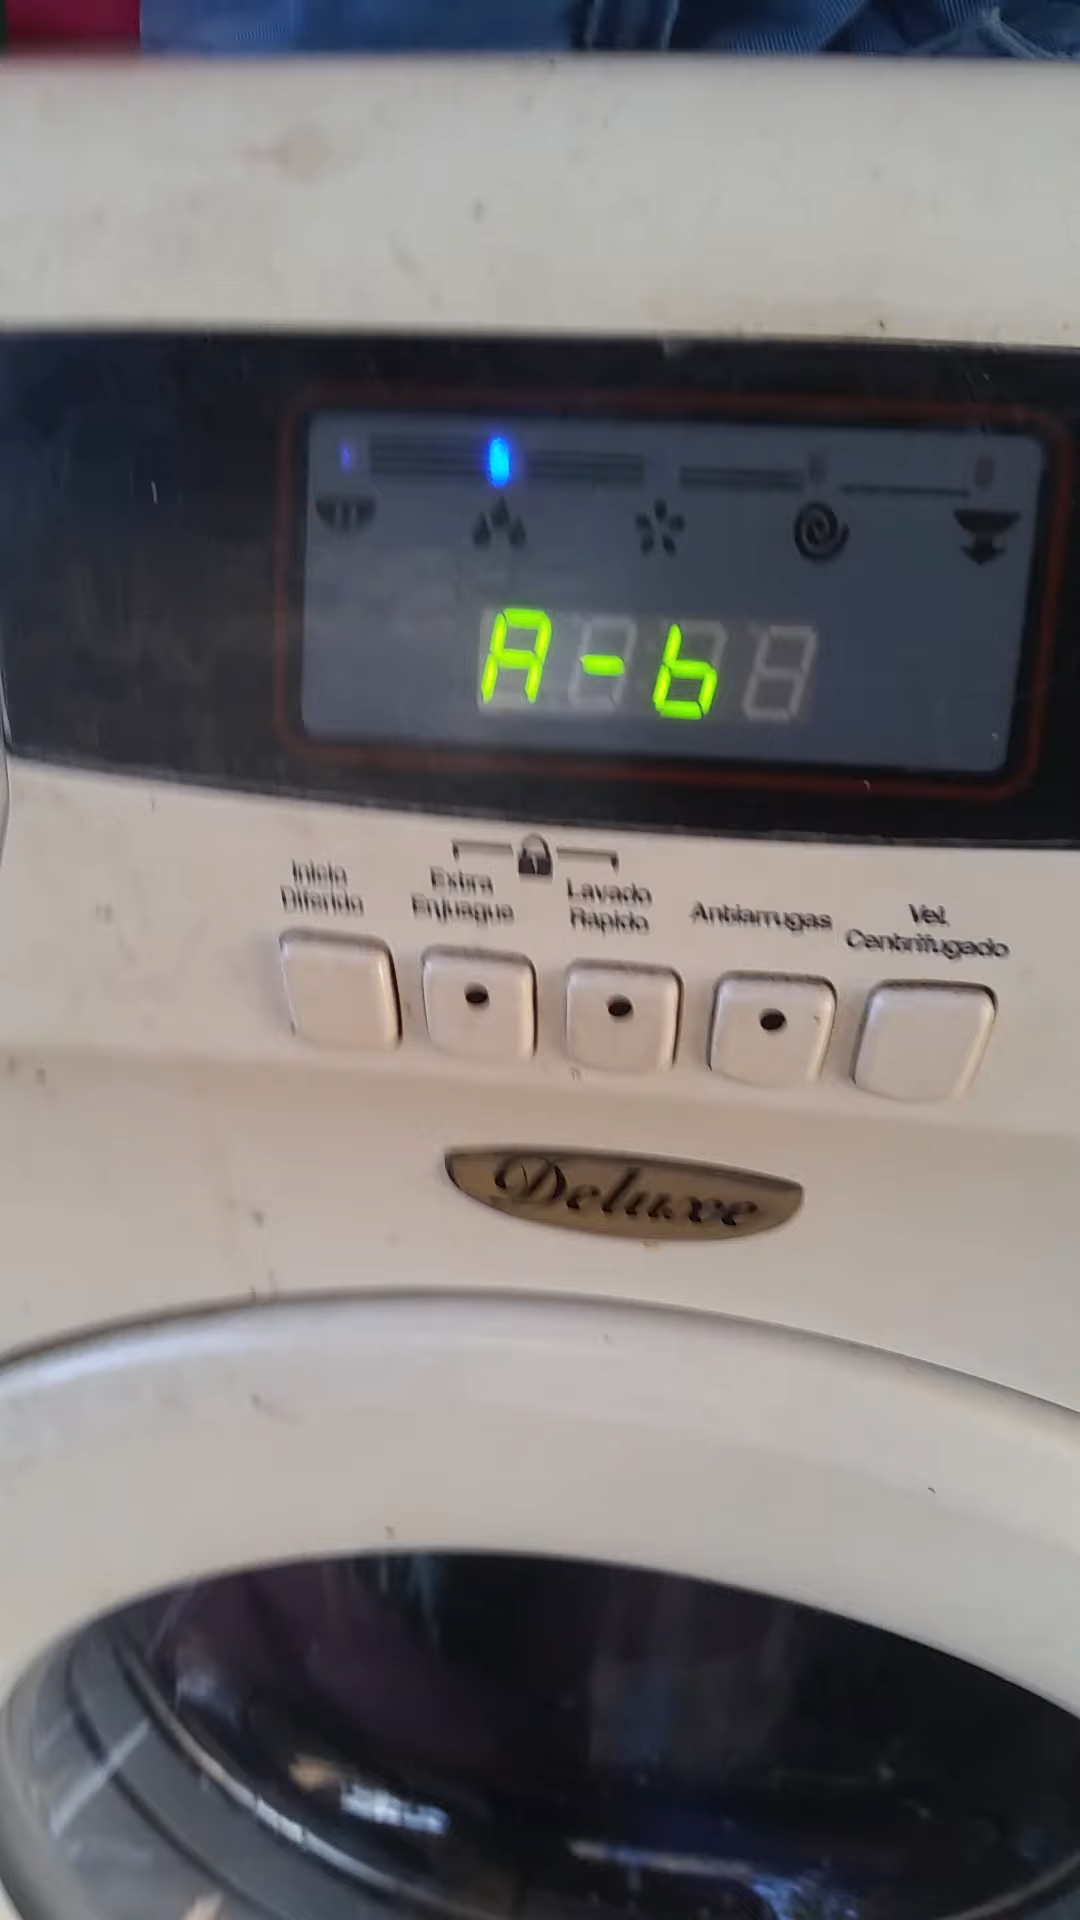 A-b
Inicio
Diferido
Extra
Enjuague
Lavado
Rapido
Antiarrugas
Vel.
Centrifugado
Deluxe